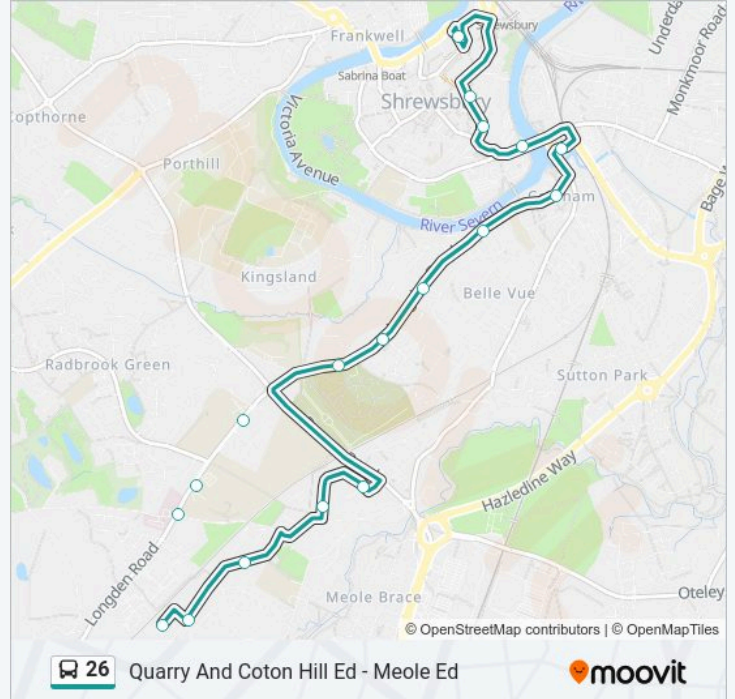 Frankwell
Shrewsbury
Sabrina Boat
Shrewsbury
Monkmoor Road
Copthorne
Victoria Avenue
Porthill
River Severn
Kingsland
Belle Vue
Radbrook Green
Sutton Park
Hazledine Way
Longden Road
Meole Brace
Oteley
© OpenStreetMap contributors | © OpenMapTiles
26 Quarry And Coton Hill Ed - Meole Ed
moovit